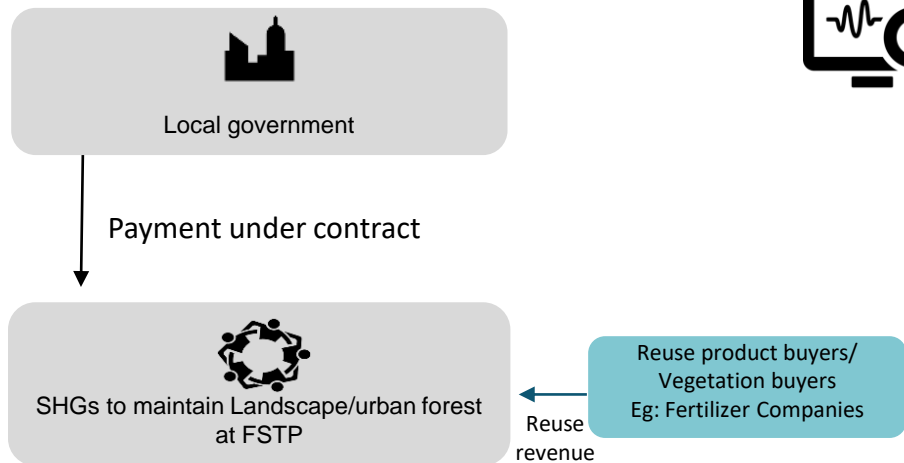 Local government
Payment under contract
SHGs to maintain Landscape/urban forest
at FSTP
Reuse
revenue
Reuse product buyers/
Vegetation buyers
Eg: Fertilizer Companies